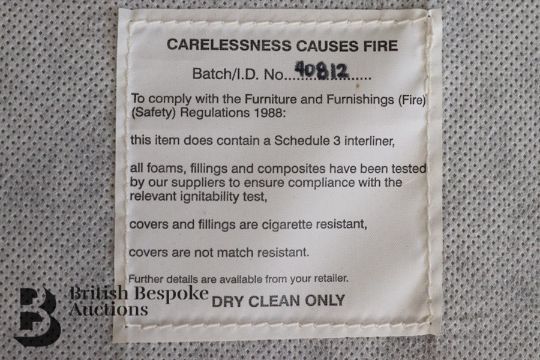 CARELESSNESS CAUSES FIRE
Batch/I.D. No....40812......
To comply with the Furniture and Furnishings (Fire)
(Safety) Regulations 1988:
this item does contain a Schedule 3 interliner,
all foams, fillings and composites have been tested
by our suppliers to ensure compliance with the
relevant ignitability test,
covers and fillings are cigarette resistant,
covers are not match resistant.
Further details are available from your retailer.
DRY CLEAN ONLY
B
British Bespoke
Auctions